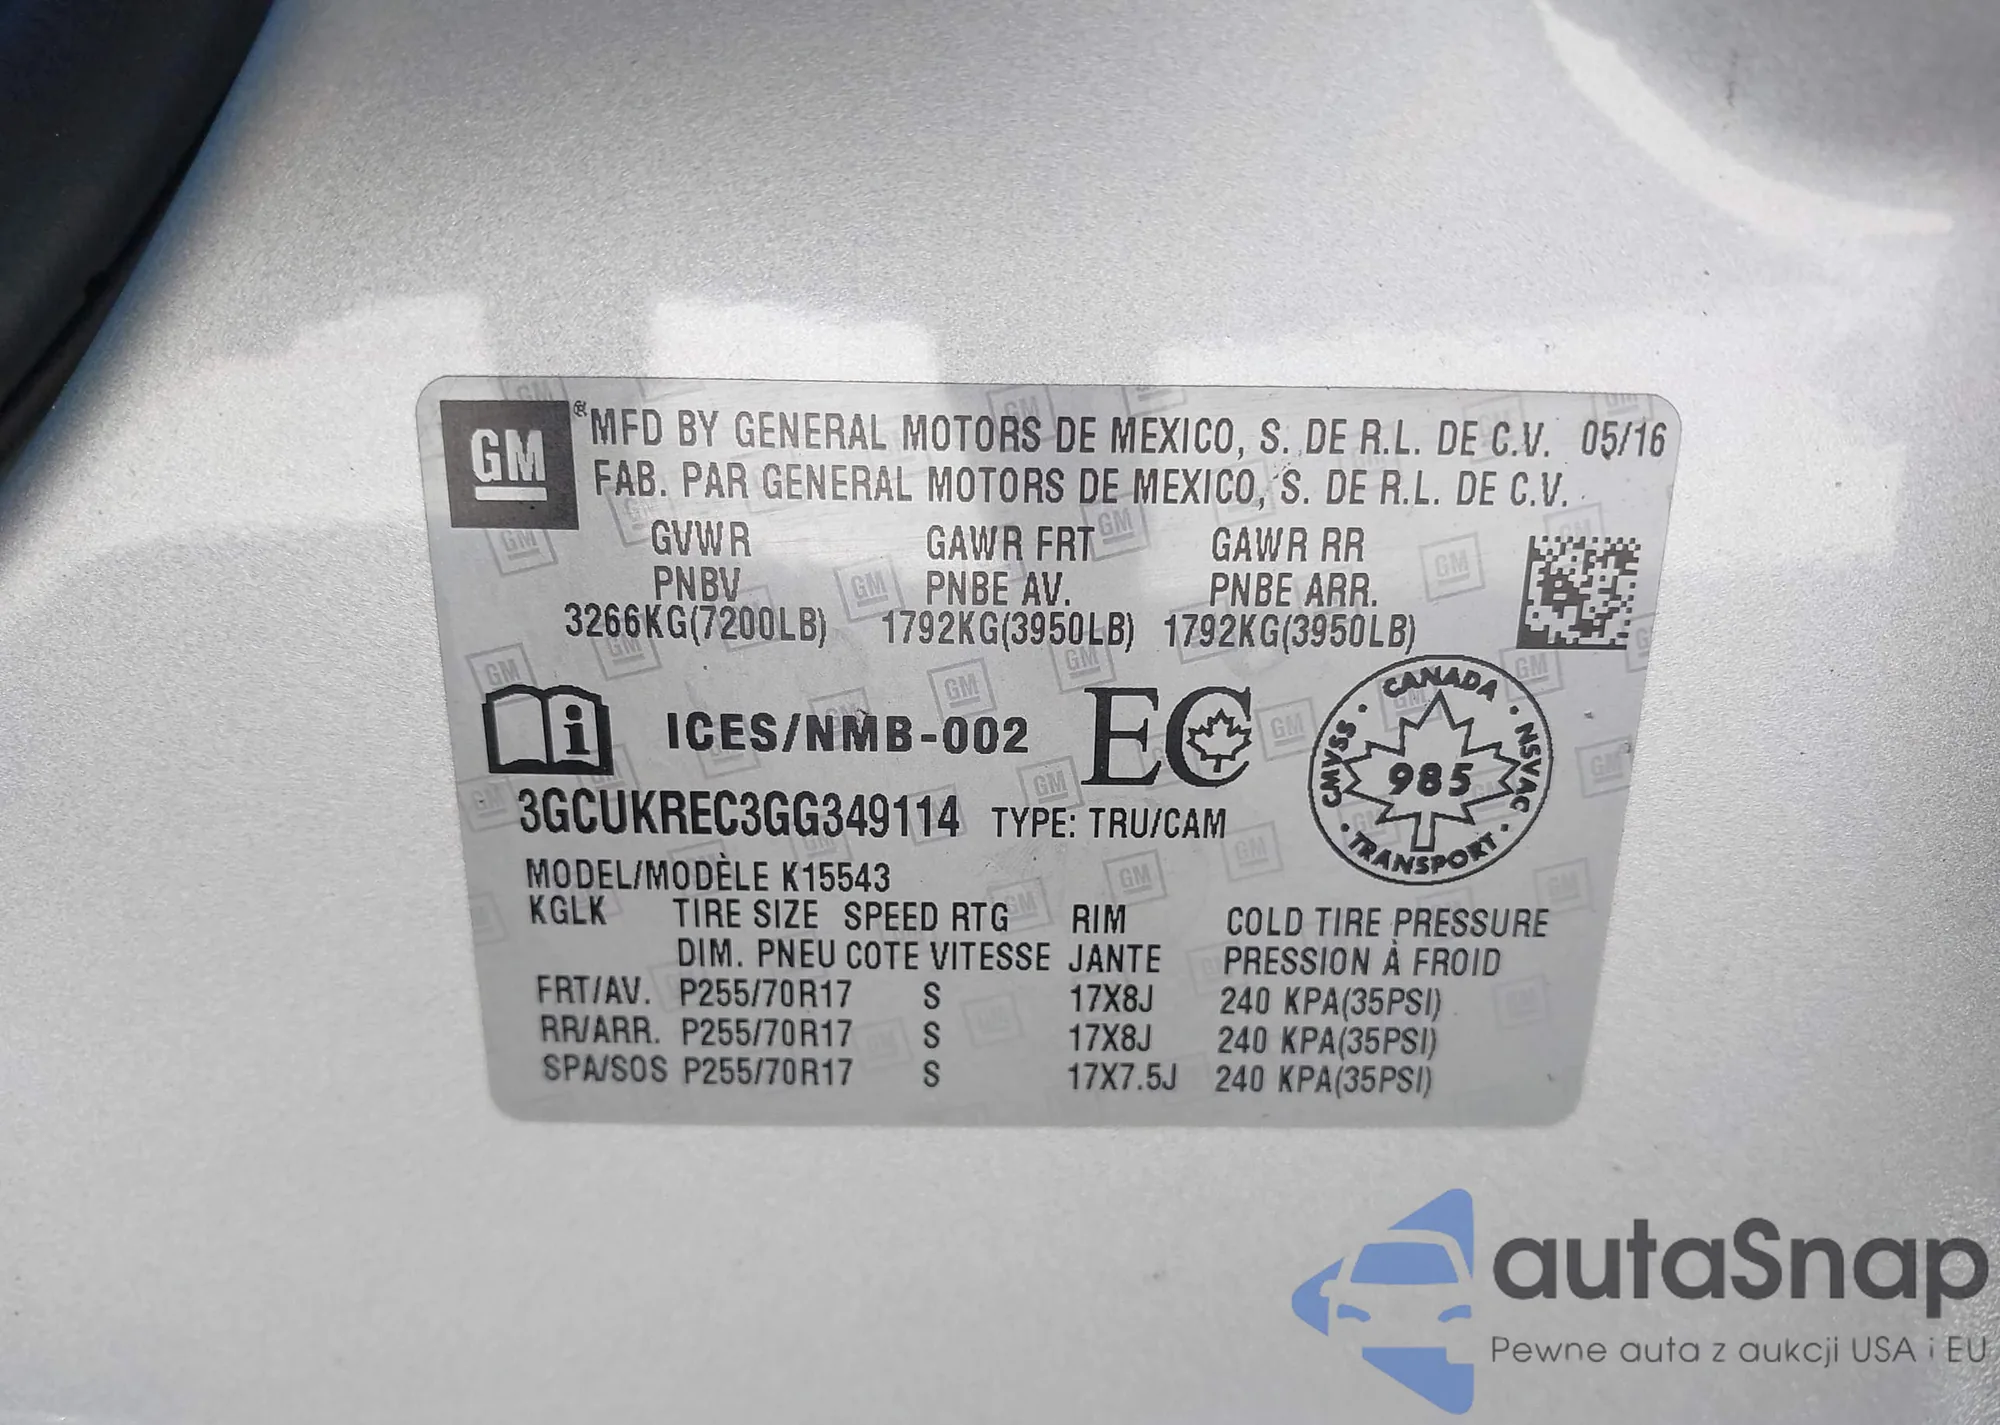 GM
® MFD BY GENERAL MOTORS DE MEXICO, S. DE R.L. DE C.V. 05/16
FAB. PAR GENERAL MOTORS DE MEXICO, S. DE R.L. DE C.V.
GVWR GAWR FRT GAWR RR
PNBV PNBE AV. PNBE ARR.
3266KG(7200LB) 1792KG(3950LB) 1792KG(3950LB)
i ICES/NMB-002 EC
CANADA
CMVSS 985 NSVAC
TRANSPORT
3GCUKREC3GG349114 TYPE: TRU/CAM
MODEL/MODÈLE K15543
KGLK TIRE SIZE SPEED RTG RIM COLD TIRE PRESSURE
DIM. PNEU COTE VITESSE JANTE PRESSION À FROID
FRT/AV. P255/70R17 S 17X8J 240 KPA(35PSI)
RR/ARR. P255/70R17 S 17X8J 240 KPA(35PSI)
SPA/SOS P255/70R17 S 17X7.5J 240 KPA(35PSI)
autaSnap
Pewne auta z aukcji USA i EU